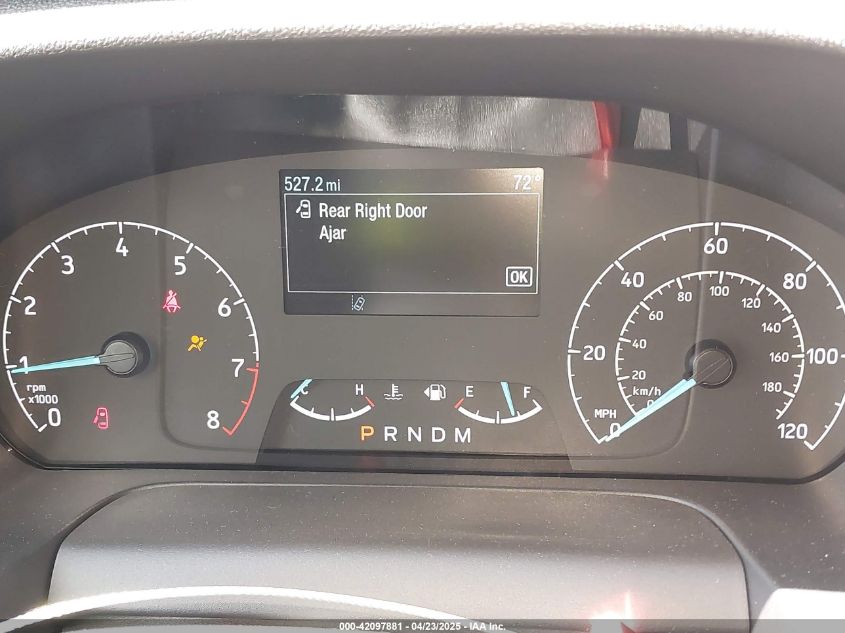 527.2 mi 72°
Rear Right Door
Ajar
OK
0 1 2 3 4 5 6 7 8
rpm
x1000
C H E F
P R N D M
0 20 40 60 80 100 120
MPH
0 20 40 60 80 100 120 140 160 180
km/h
000-42097881 - 04/23/2025 - IAA Inc.